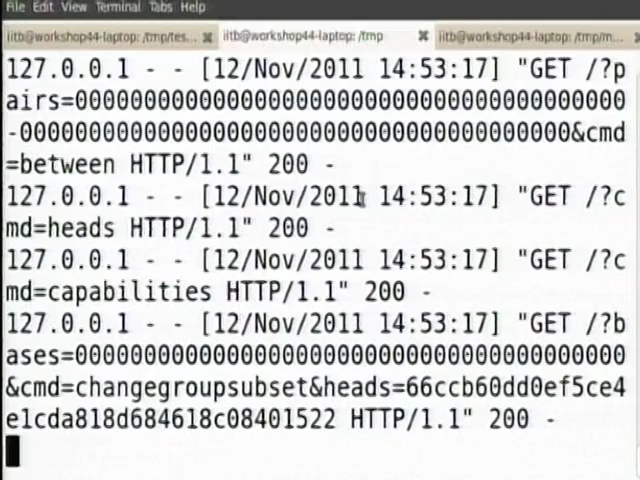 File Edit View Terminal Tabs Help
iitb@workshop44-laptop: /tmp/tes... iitb@workshop44-laptop: /tmp iitb@workshop44-laptop: /tmp/m...
127.0.0.1 - - [12/Nov/2011 14:53:17] "GET /?p
airs=0000000000000000000000000000000000000000
-0000000000000000000000000000000000000000&cmd
=between HTTP/1.1" 200 -
127.0.0.1 - - [12/Nov/2011 14:53:17] "GET /?c
md=heads HTTP/1.1" 200 -
127.0.0.1 - - [12/Nov/2011 14:53:17] "GET /?c
md=capabilities HTTP/1.1" 200 -
127.0.0.1 - - [12/Nov/2011 14:53:17] "GET /?b
ases=0000000000000000000000000000000000000000
&cmd=changegroupsubset&heads=66ccb60dd0ef5ce4
e1cda818d684618c08401522 HTTP/1.1" 200 -